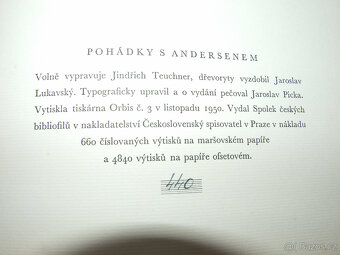 POHÁDKY S ANDERSENEM
Volně vypravuje Jindřich Teuchner, dřevoryty vyzdobil Jaroslav
Lukavský. Typograficky upravil a o vydání pečoval Jaroslav Picka.
Vytiskla tiskárna Orbis č. 3 v listopadu 1950. Vydal Spolek českých
bibliofilů v nakladatelství Československý spisovatel v Praze v nákladu
660 číslovaných výtisků na maršovském papíře
a 4840 výtisků na papíře ofsetovém.
440